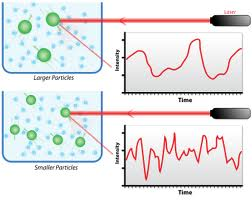 Laser
Intensity
Larger Particles
Time
Intensity
Smaller Particles
Time